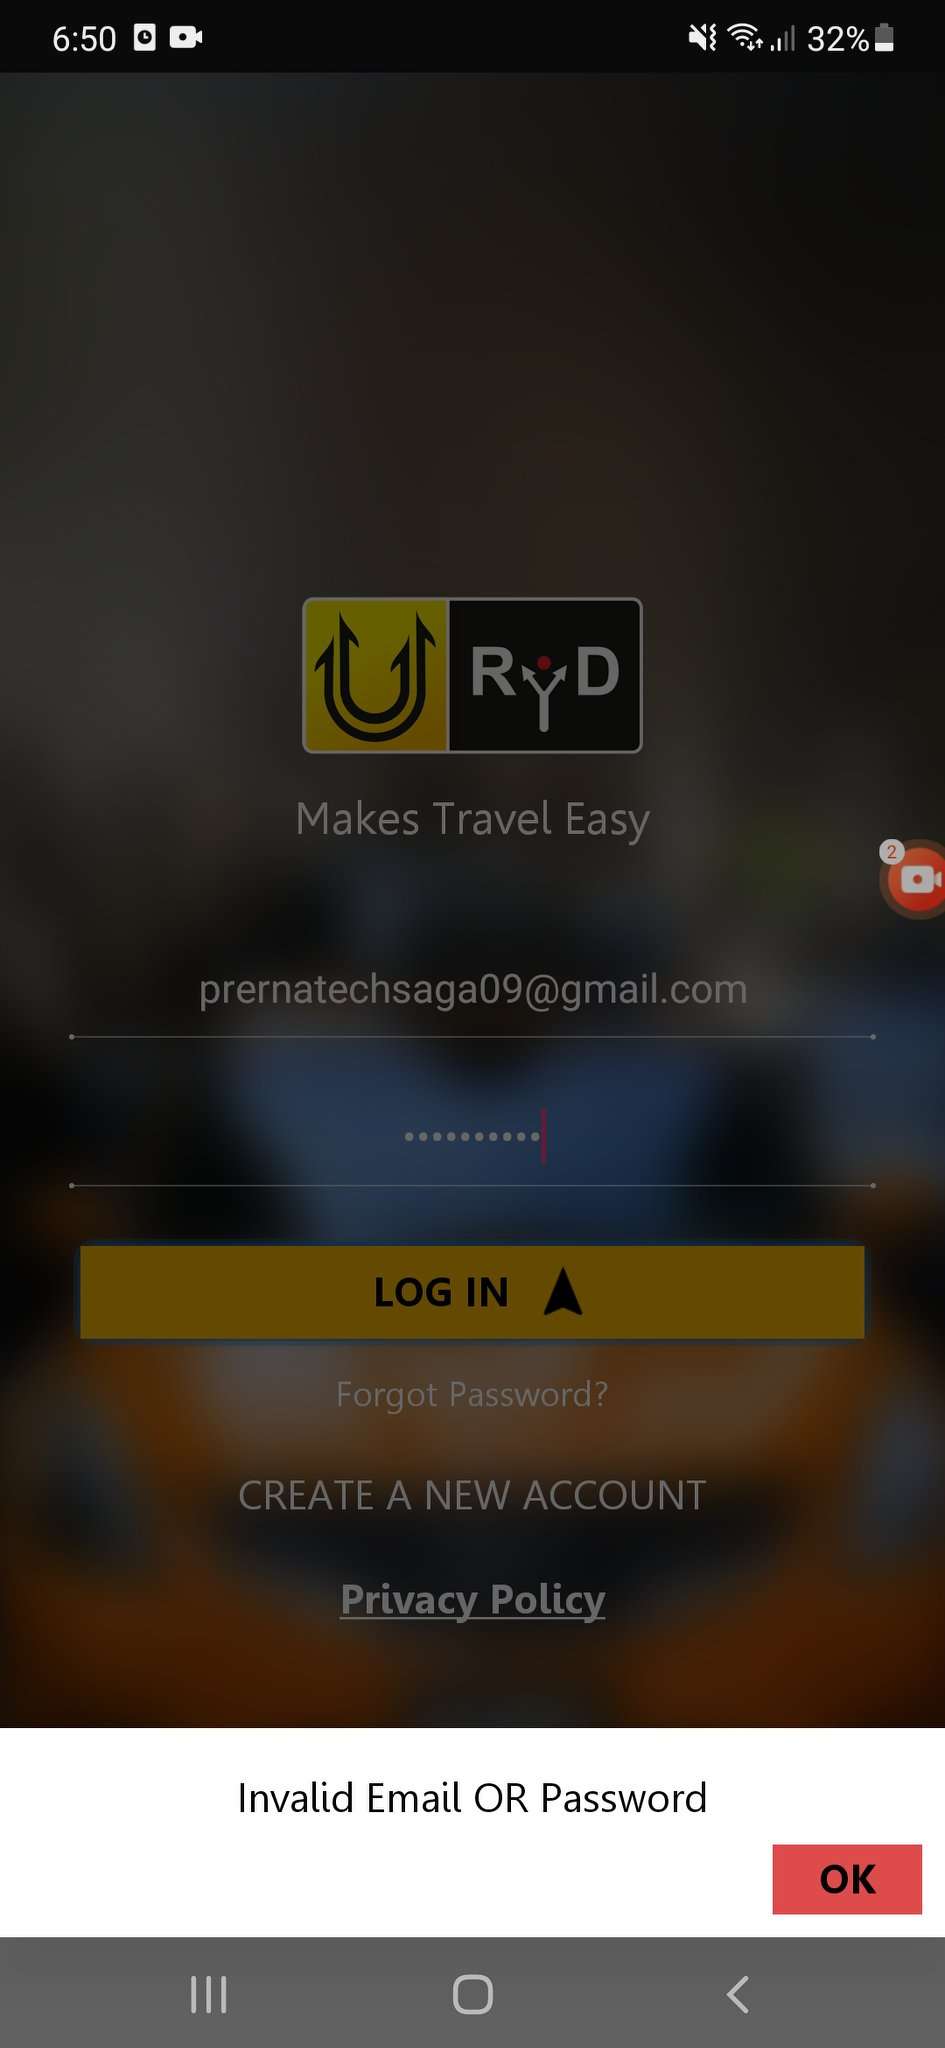 6:50 32%
U RYD
Makes Travel Easy
2
prernatechsaga09@gmail.com
••••••••••
LOG IN
Forgot Password?
CREATE A NEW ACCOUNT
Privacy Policy
Invalid Email OR Password
OK